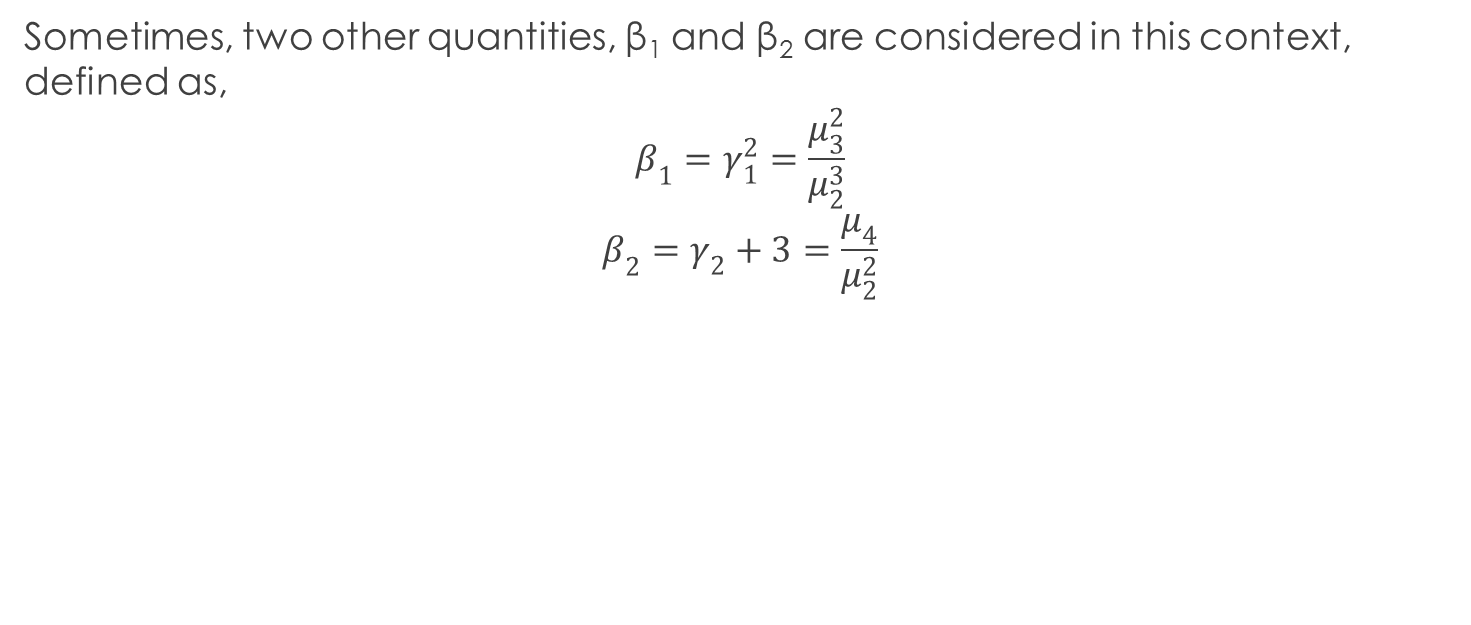 Sometimes, two other quantities, β₁ and β₂ are considered in this context,
defined as,
β₁ = γ₁² = μ₃²/μ₂³
β₂ = γ₂ + 3 = μ₄/μ₂²